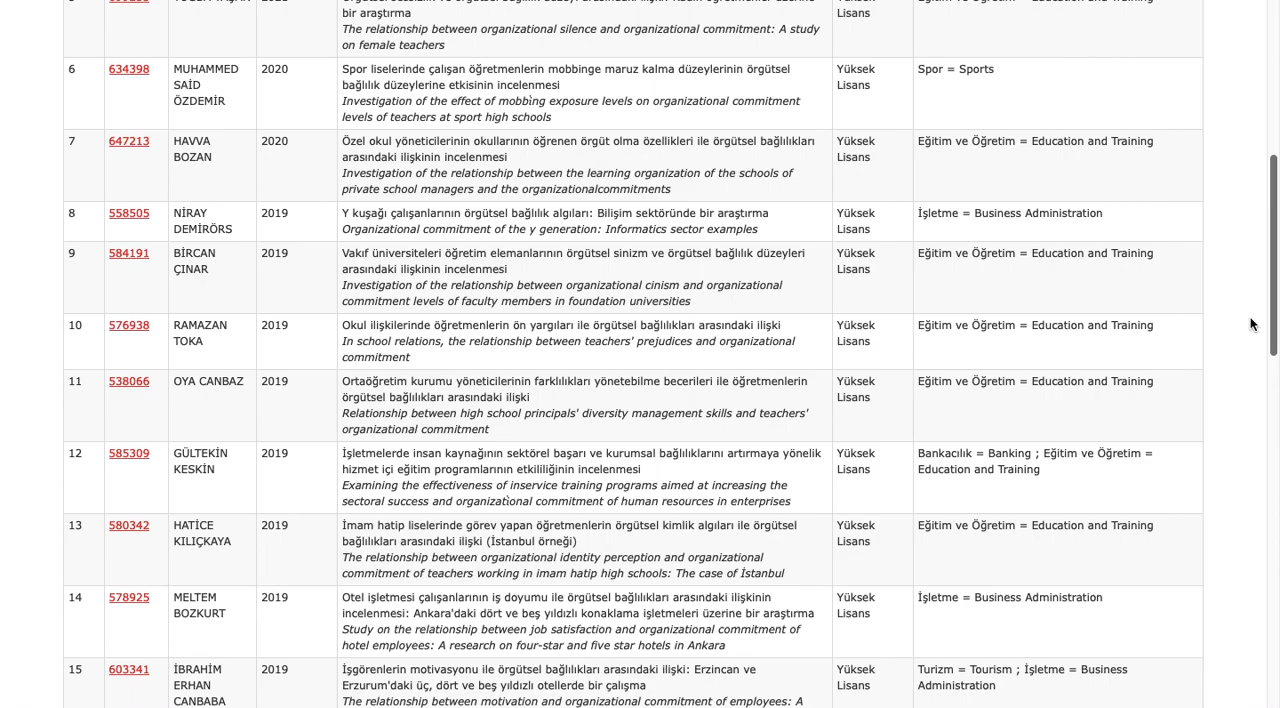 bir araştırma
Lisans
The relationship between organizational silence and organizational commitment: A study
on female teachers
6 634398 MUHAMMED 2020 Spor liselerinde çalışan öğretmenlerin mobbinge maruz kalma düzeylerinin örgütsel Yüksek Spor = Sports
SAİD bağlılık düzeylerine etkisinin incelenmesi Lisans
ÖZDEMİR Investigation of the effect of mobbing exposure levels on organizational commitment
levels of teachers at sport high schools
7 647213 HAVVA 2020 Özel okul yöneticilerinin okullarının öğrenen örgüt olma özellikleri ile örgütsel bağlılıkları Yüksek Eğitim ve Öğretim = Education and Training
BOZAN arasındaki ilişkinin incelenmesi Lisans
Investigation of the relationship between the learning organization of the schools of
private school managers and the organizationalcommitments
8 558505 NİRAY 2019 Y kuşağı çalışanlarının örgütsel bağlılık algıları: Bilişim sektöründe bir araştırma Yüksek İşletme = Business Administration
DEMİRÖRS Organizational commitment of the y generation: Informatics sector examples Lisans
9 584191 BİRCAN 2019 Vakıf üniversiteleri öğretim elemanlarının örgütsel sinizm ve örgütsel bağlılık düzeyleri Yüksek Eğitim ve Öğretim = Education and Training
ÇINAR arasındaki ilişkinin incelenmesi Lisans
Investigation of the relationship between organizational cinism and organizational
commitment levels of faculty members in foundation universities
10 576938 RAMAZAN 2019 Okul ilişkilerinde öğretmenlerin ön yargıları ile örgütsel bağlılıkları arasındaki ilişki Yüksek Eğitim ve Öğretim = Education and Training
TOKA In school relations, the relationship between teachers' prejudices and organizational Lisans
commitment
11 538066 OYA CANBAZ 2019 Ortaöğretim kurumu yöneticilerinin farklılıkları yönetebilme becerileri ile öğretmenlerin Yüksek Eğitim ve Öğretim = Education and Training
örgütsel bağlılıkları arasındaki ilişki Lisans
Relationship between high school principals' diversity management skills and teachers'
organizational commitment
12 585309 GÜLTEKİN 2019 İşletmelerde insan kaynağının sektörel başarı ve kurumsal bağlılıklarını artırmaya yönelik Yüksek Bankacılık = Banking ; Eğitim ve Öğretim =
KESKİN hizmet içi eğitim programlarının etkililiğinin incelenmesi Lisans Education and Training
Examining the effectiveness of inservice training programs aimed at increasing the
sectoral success and organizational commitment of human resources in enterprises
13 580342 HATİCE 2019 İmam hatip liselerinde görev yapan öğretmenlerin örgütsel kimlik algıları ile örgütsel Yüksek Eğitim ve Öğretim = Education and Training
KILIÇKAYA bağlılıkları arasındaki ilişki (İstanbul örneği) Lisans
The relationship between organizational identity perception and organizational
commitment of teachers working in imam hatip high schools: The case of İstanbul
14 578925 MELTEM 2019 Otel işletmesi çalışanlarının iş doyumu ile örgütsel bağlılıkları arasındaki ilişkinin Yüksek İşletme = Business Administration
BOZKURT incelenmesi: Ankara'daki dört ve beş yıldızlı konaklama işletmeleri üzerine bir araştırma Lisans
Study on the relationship between job satisfaction and organizational commitment of
hotel employees: A research on four-star and five star hotels in Ankara
15 603341 İBRAHİM 2019 İşgörenlerin motivasyonu ile örgütsel bağlılıkları arasındaki ilişki: Erzincan ve Yüksek Turizm = Tourism ; İşletme = Business
ERHAN Erzurum'daki üç, dört ve beş yıldızlı otellerde bir çalışma Lisans Administration
CANBABA The relationship between motivation and organizational commitment of employees: A